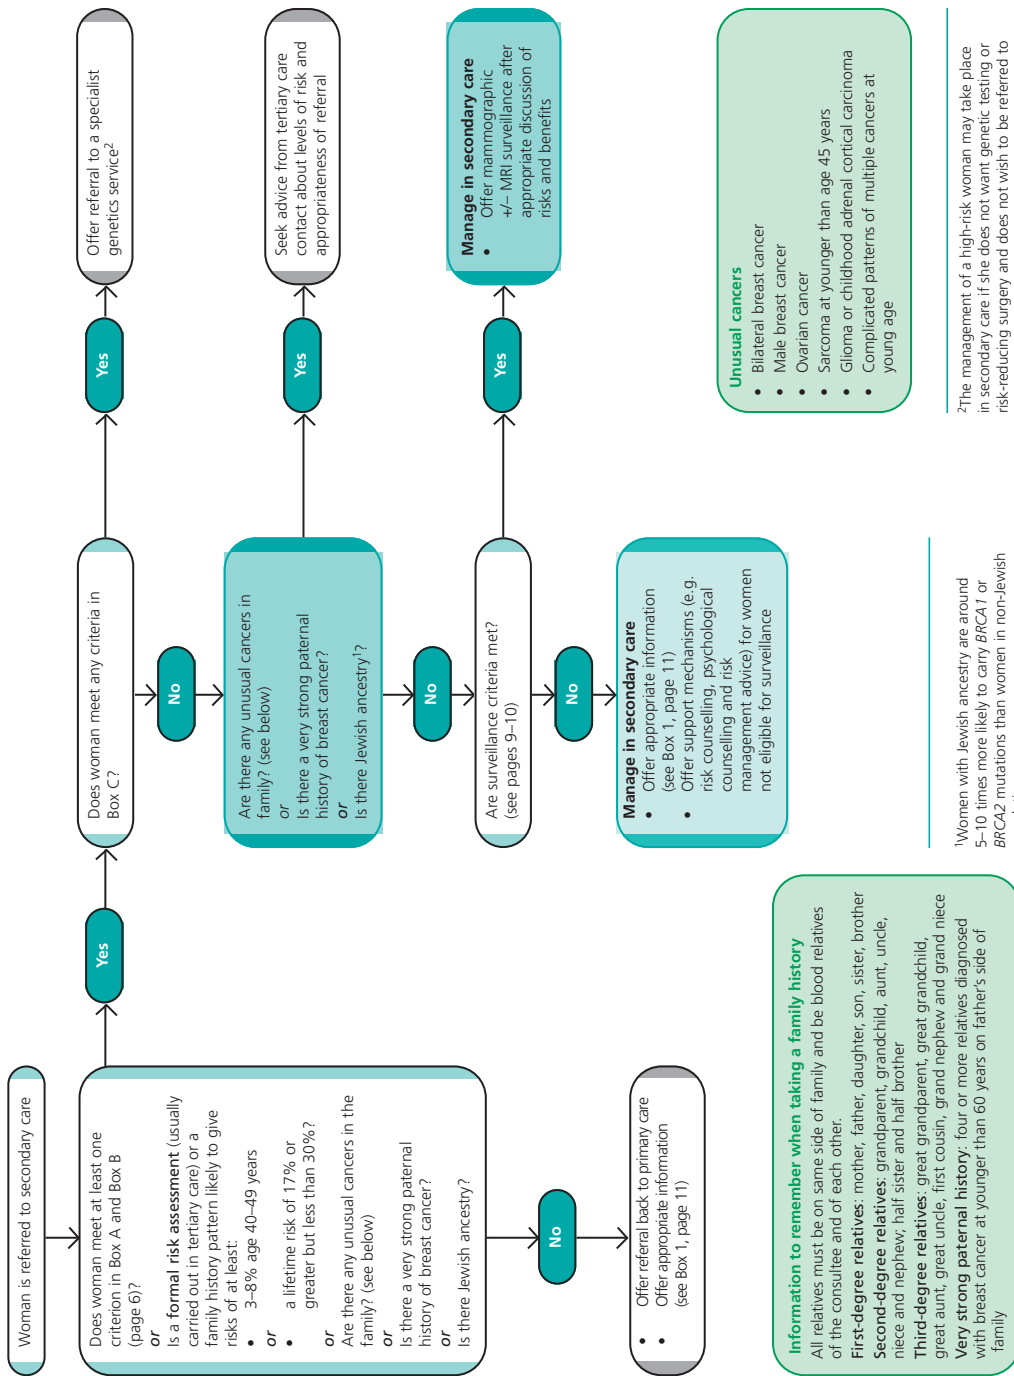 Woman is referred to secondary care
Does woman meet at least one
criterion in Box A and Box B
(page 6)?
or
Is a formal risk assessment (usually
carried out in tertiary care) or a
family history pattern likely to give
risks of at least:
• 3–8% age 40–49 years
or
• a lifetime risk of 17% or
greater but less than 30%?
or
Are there any unusual cancers in the
family? (see below)
or
Is there a very strong paternal
history of breast cancer?
or
Is there Jewish ancestry?
No
• Offer referral back to primary care
• Offer appropriate information
(see Box 1, page 11)
Yes
Does woman meet any criteria in
Box C?
Yes
Offer referral to a specialist
genetics service2
No
Are there any unusual cancers in
family? (see below)
or
Is there a very strong paternal
history of breast cancer?
or
Is there Jewish ancestry1?
Yes
Seek advice from tertiary care
contact about levels of risk and
appropriateness of referral
No
Are surveillance criteria met?
(see pages 9–10)
Yes
Manage in secondary care
• Offer mammographic
+/– MRI surveillance after
appropriate discussion of
risks and benefits
No
Manage in secondary care
• Offer appropriate information
(see Box 1, page 11)
• Offer support mechanisms (e.g.
risk counselling, psychological
counselling and risk
management advice) for women
not eligible for surveillance
Information to remember when taking a family history
All relatives must be on same side of family and be blood relatives
of the consultee and of each other.
First-degree relatives: mother, father, daughter, son, sister, brother
Second-degree relatives: grandparent, grandchild, aunt, uncle,
niece and nephew; half sister and half brother
Third-degree relatives: great grandparent, great grandchild,
great aunt, great uncle, first cousin, grand nephew and grand niece
Very strong paternal history: four or more relatives diagnosed
with breast cancer at younger than 60 years on father's side of
family
Unusual cancers
• Bilateral breast cancer
• Male breast cancer
• Ovarian cancer
• Sarcoma at younger than age 45 years
• Glioma or childhood adrenal cortical carcinoma
• Complicated patterns of multiple cancers at
young age
1Women with Jewish ancestry are around
5–10 times more likely to carry BRCA1 or
BRCA2 mutations than women in non-Jewish
2The management of a high-risk woman may take place
in secondary care if she does not want genetic testing or
risk-reducing surgery and does not wish to be referred to